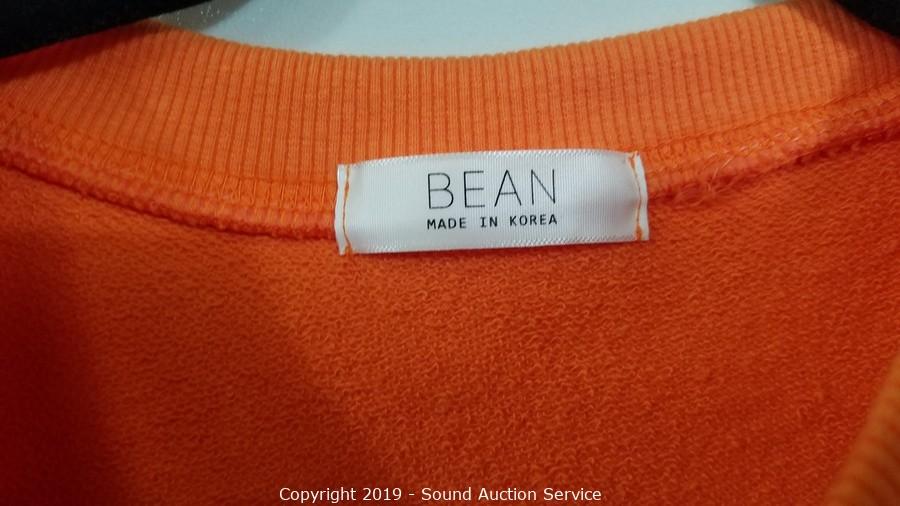 BEAN
MADE IN KOREA
Copyright 2019 - Sound Auction Service